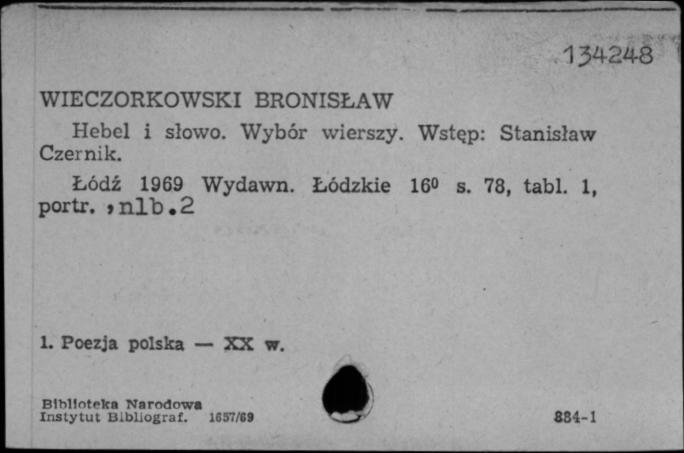 134248
WIECZORKOWSKI BRONISŁAW
Hebel i słowo. Wybór wierszy. Wstęp: Stanisław
Czernik.
Łódź 1969 Wydawn. Łódzkie 16⁰ s. 78, tabl. 1,
portr. ,nlb.2
1. Poezja polska — XX w.
Biblioteka Narodowa
Instytut Bibliograf. 1657/69
884-1